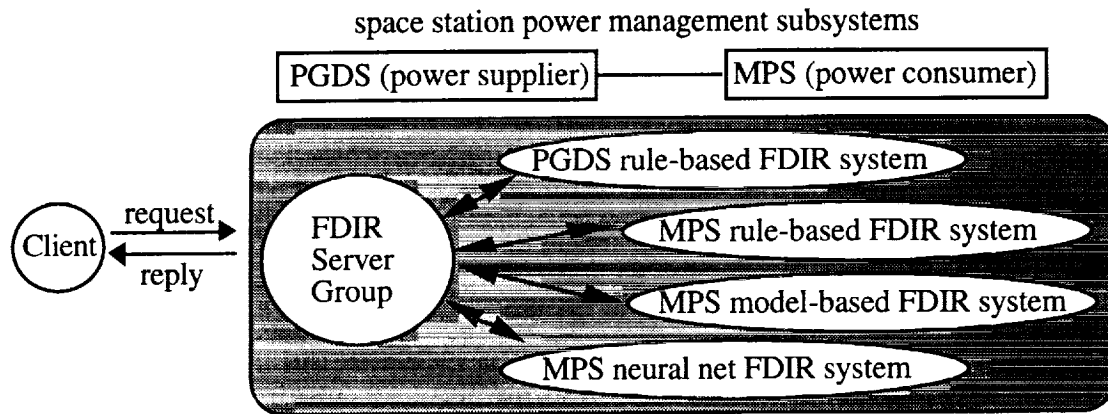 space station power management subsystems
PGDS (power supplier)
MPS (power consumer)
PGDS rule-based FDIR system
request
FDIR
Server
Group
MPS rule-based FDIR system
Client
reply
MPS model-based FDIR system
MPS neural net FDIR system